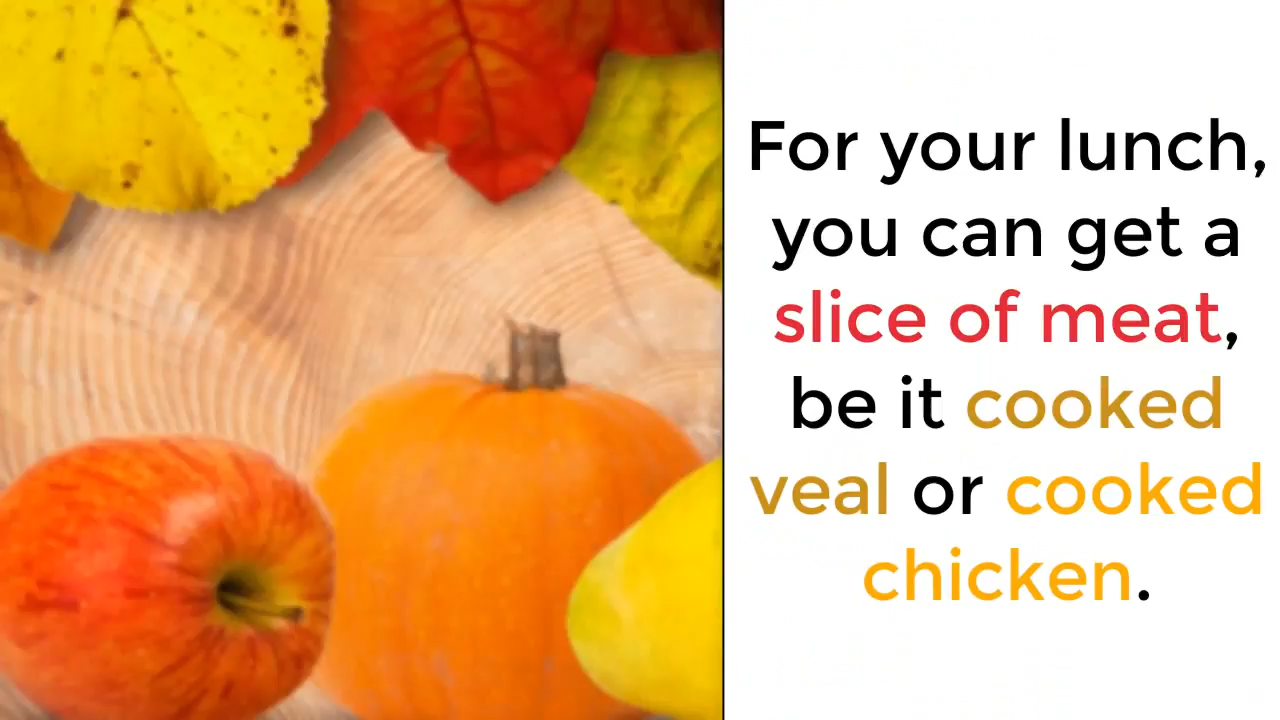 For your lunch,
you can get a
slice of meat,
be it cooked
veal or cooked
chicken.